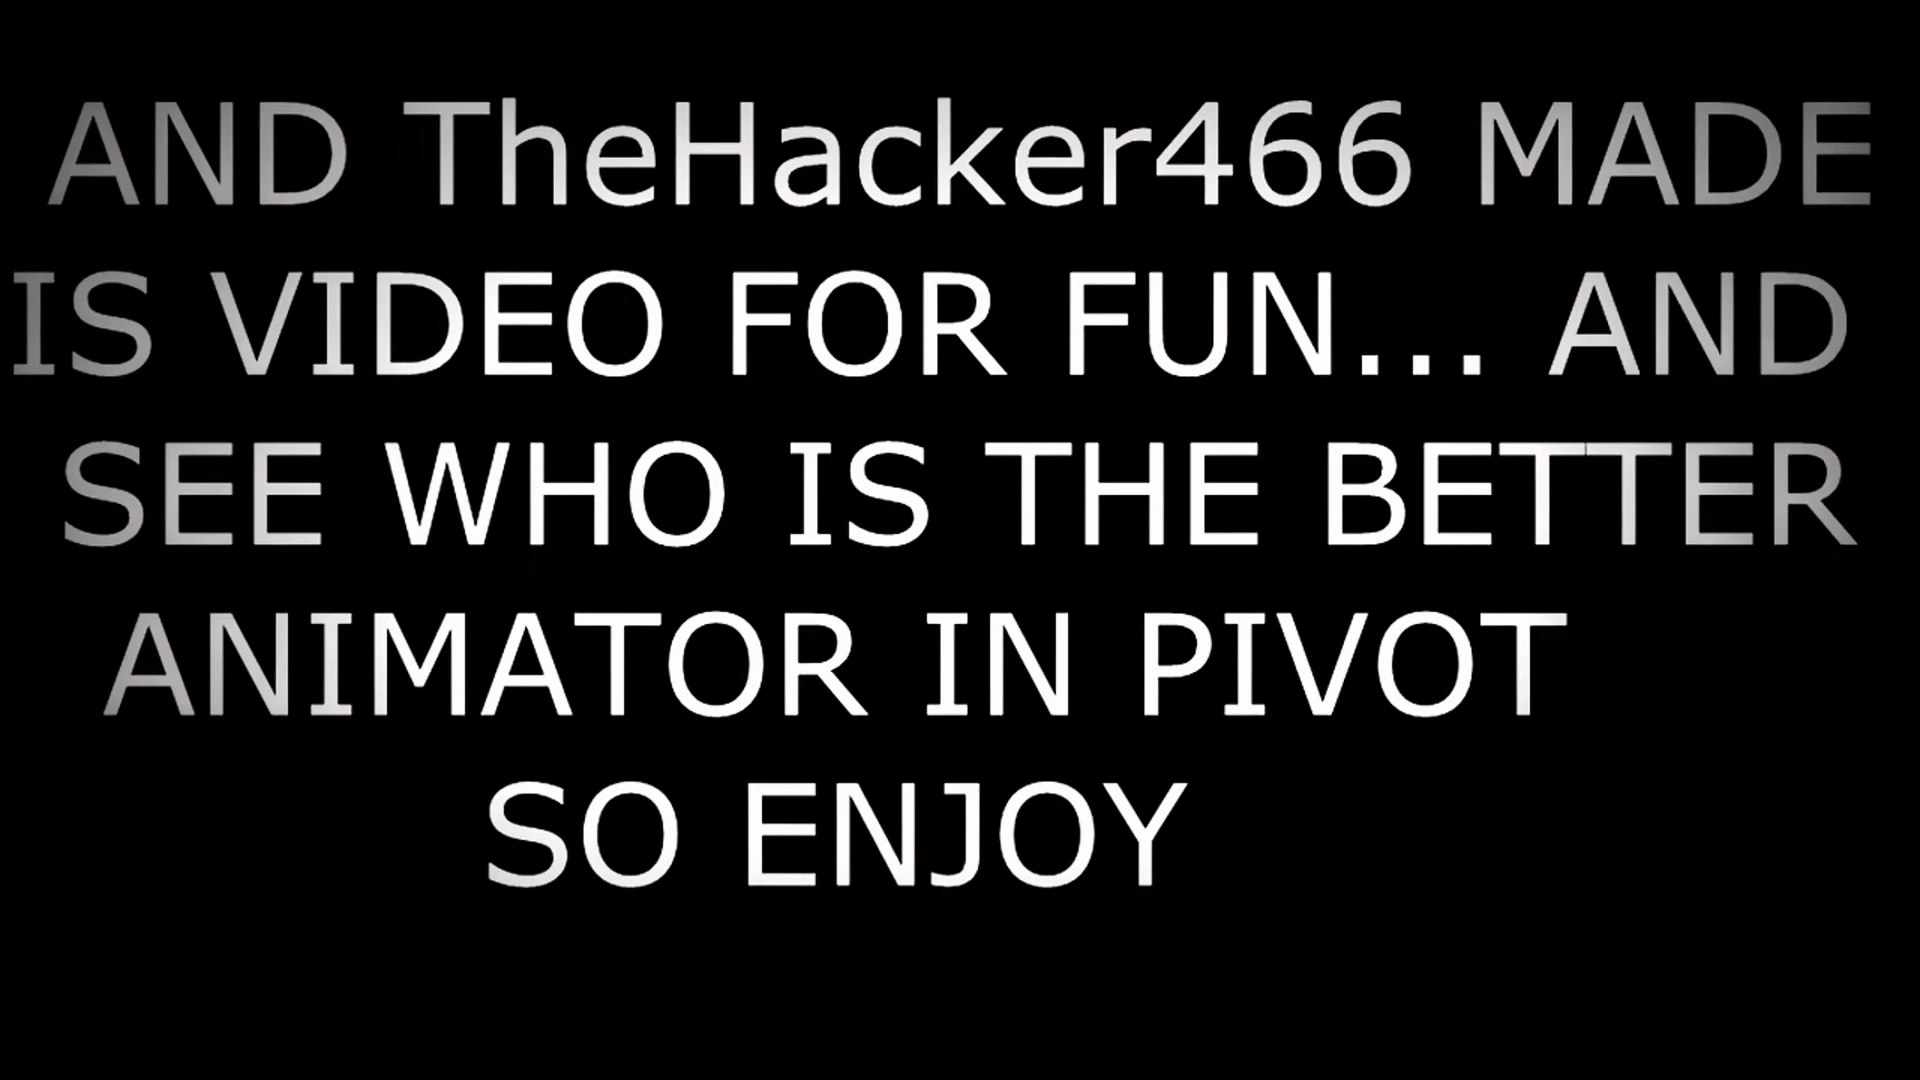 AND TheHacker466 MADE
IS VIDEO FOR FUN... AND
SEE WHO IS THE BETTER
ANIMATOR IN PIVOT
SO ENJOY